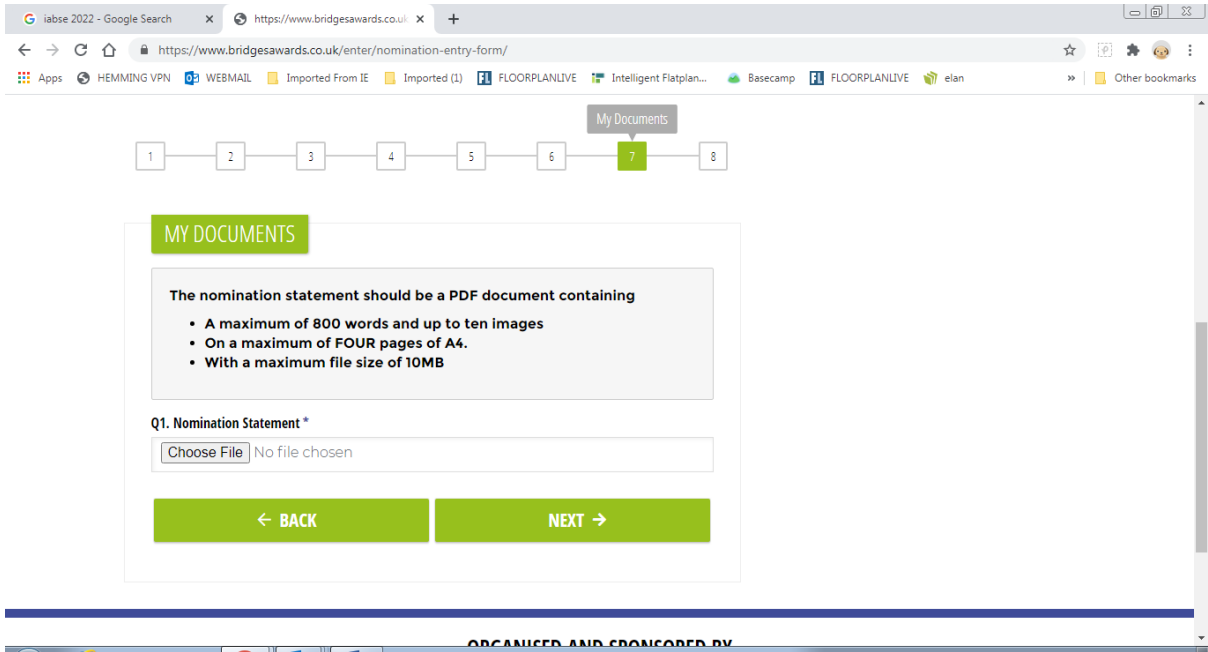 iabse 2022 - Google Search
https://www.bridgesawards.co.uk
https://www.bridgesawards.co.uk/enter/nomination-entry-form/
Apps HEMMING VPN WEBMAIL Imported From IE Imported (1) FLOORPLANLIVE Intelligent Flatplan... Basecamp FLOORPLANLIVE elan » Other bookmarks
My Documents
1 2 3 4 5 6 7 8
MY DOCUMENTS
The nomination statement should be a PDF document containing
• A maximum of 800 words and up to ten images
• On a maximum of FOUR pages of A4.
• With a maximum file size of 10MB
Q1. Nomination Statement *
Choose File No file chosen
← BACK NEXT →
ORGANISED AND SPONSORED BY